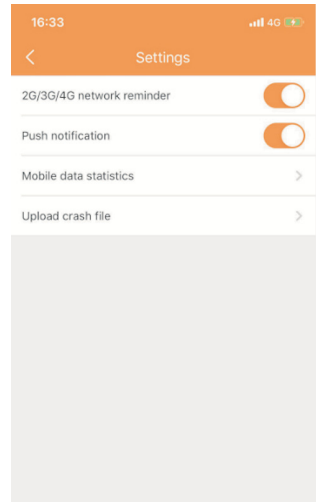 16:33 4G
Settings
2G/3G/4G network reminder
Push notification
Mobile data statistics
Upload crash file